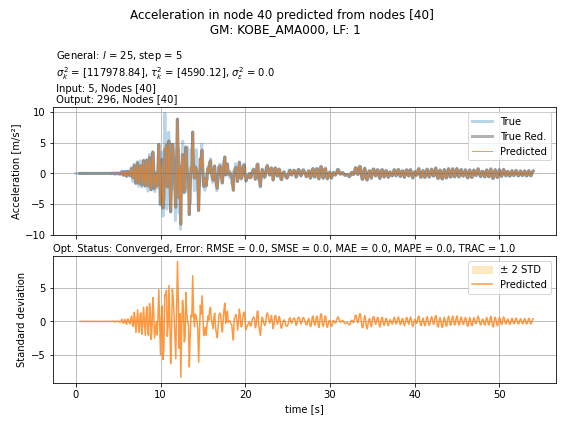 Acceleration in node 40 predicted from nodes [40]
GM: KOBE_AMA000, LF: 1
General: l = 25, step = 5
σ²ₖ = [117978.84], τ²ₖ = [4590.12], σ²ε = 0.0
Input: 5, Nodes [40]
Output: 296, Nodes [40]
Acceleration [m/s²]
10
5
0
−5
−10
True
True Red.
Predicted
Opt. Status: Converged, Error: RMSE = 0.0, SMSE = 0.0, MAE = 0.0, MAPE = 0.0, TRAC = 1.0
Standard deviation
5
0
−5
± 2 STD
Predicted
0 10 20 30 40 50
time [s]